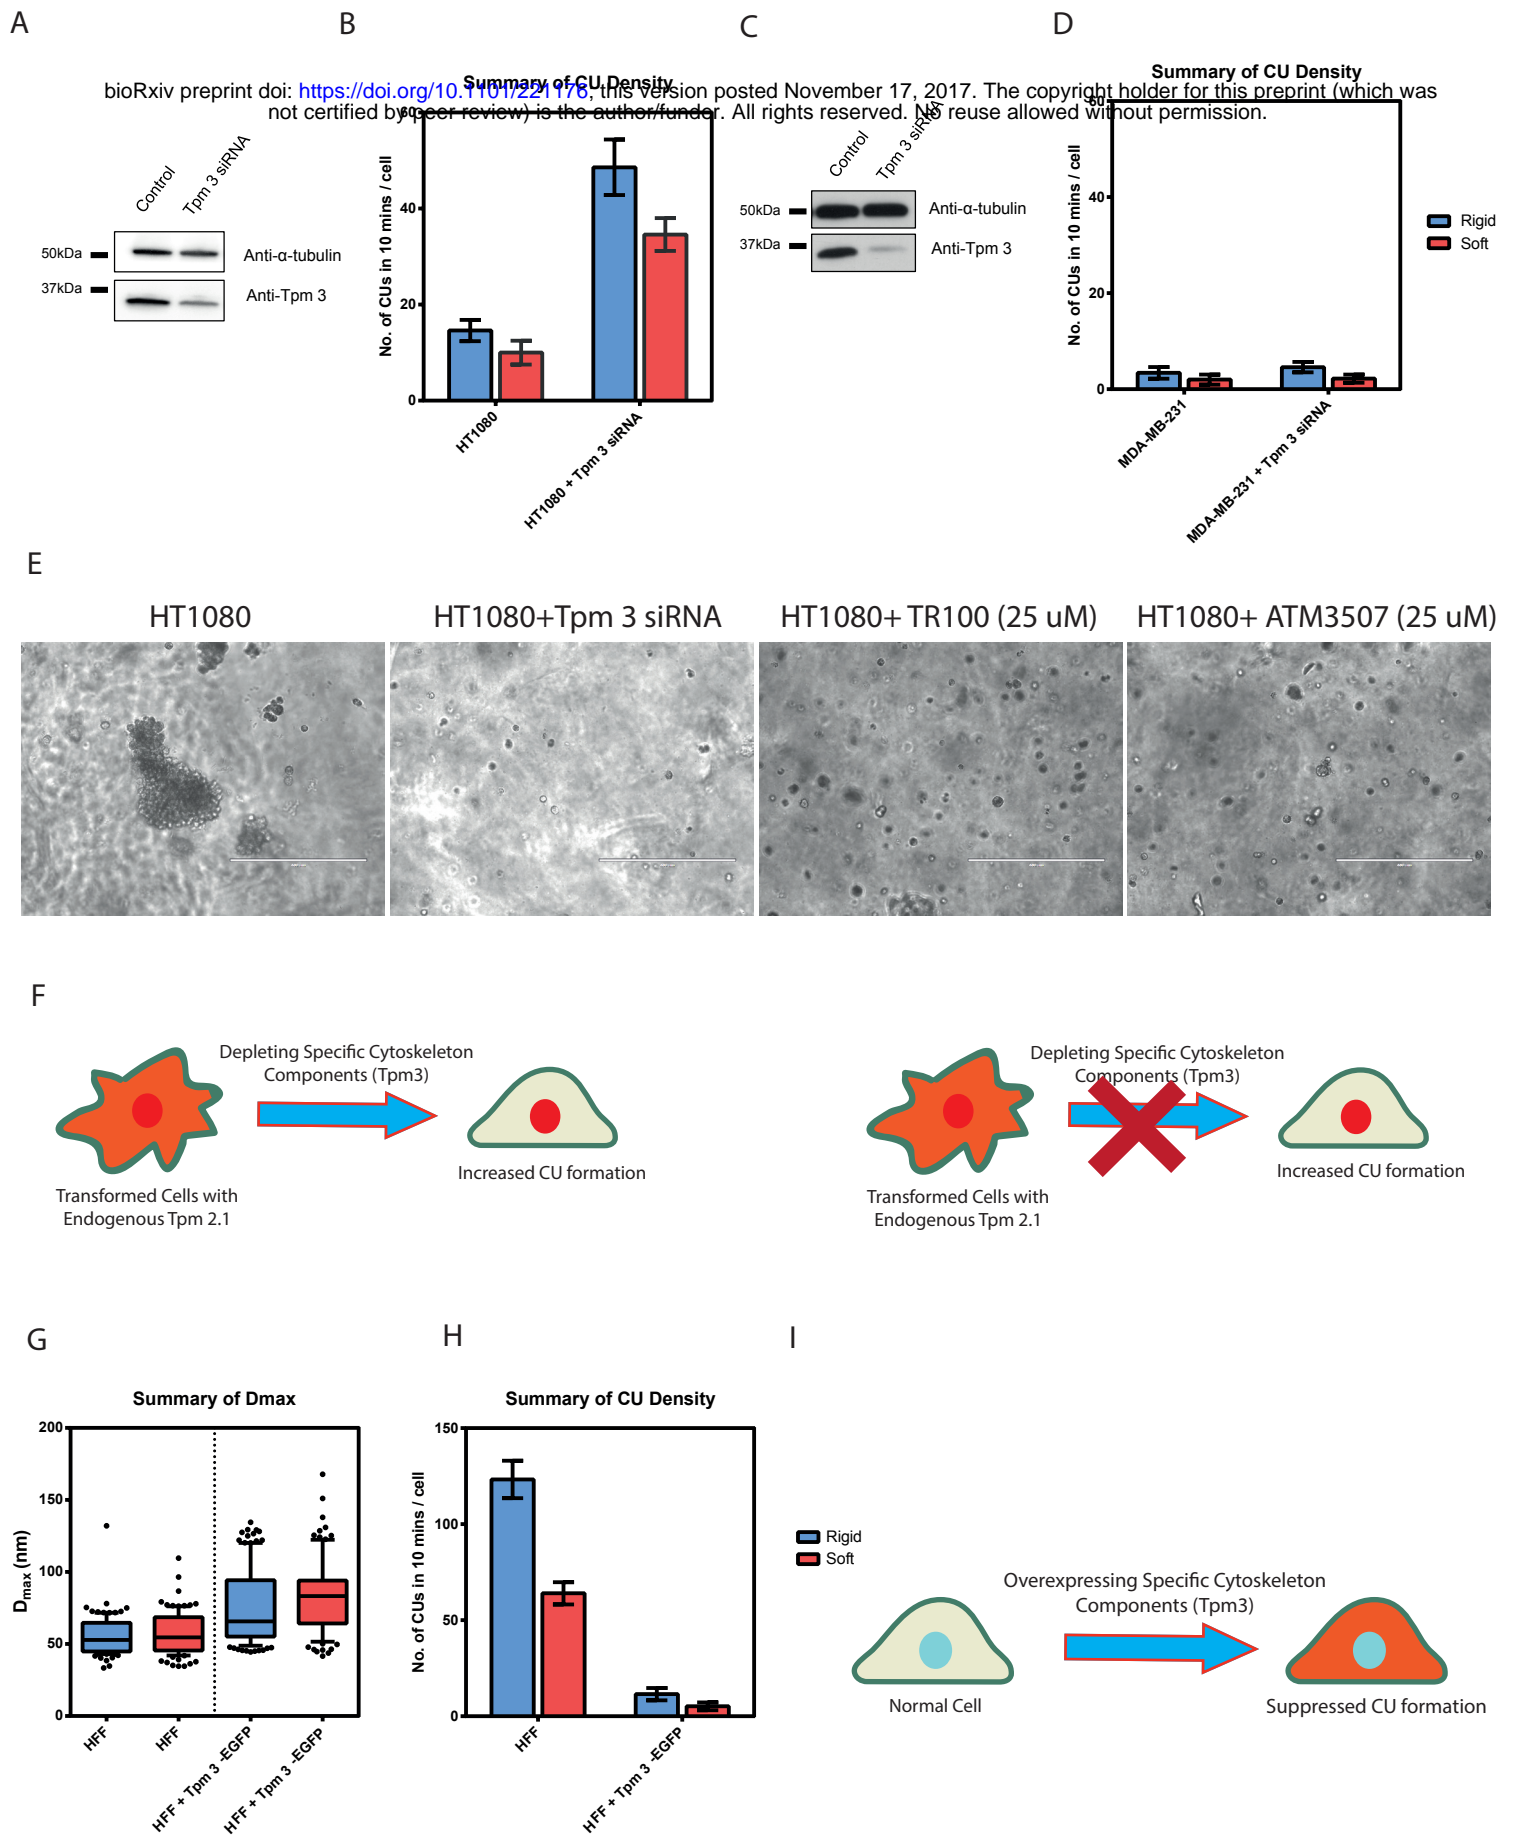 A
B
C
D
bioRxiv preprint doi: https://doi.org/10.1101/221176; this version posted November 17, 2017. The copyright holder for this preprint (which was
not certified by peer review) is the author/funder. All rights reserved. No reuse allowed without permission.
Control
Tpm 3 siRNA
50kDa
Anti-α-tubulin
37kDa
Anti-Tpm 3
Summary of CU Density
No. of CUs in 10 mins / cell
60
40
20
0
HT1080
HT1080 + Tpm 3 siRNA
Control
Tpm 3 siRNA
50kDa
Anti-α-tubulin
37kDa
Anti-Tpm 3
Summary of CU Density
No. of CUs in 10 mins / cell
60
40
20
0
MDA-MB-231
MDA-MB-231 + Tpm 3 siRNA
Rigid
Soft
E
HT1080
HT1080+Tpm 3 siRNA
HT1080+ TR100 (25 uM)
HT1080+ ATM3507 (25 uM)
F
Depleting Specific Cytoskeleton
Components (Tpm3)
Transformed Cells with
Endogenous Tpm 2.1
Increased CU formation
Depleting Specific Cytoskeleton
Components (Tpm3)
Transformed Cells with
Endogenous Tpm 2.1
Increased CU formation
G
Summary of Dmax
Dmax (nm)
200
150
100
50
0
HFF
HFF
HFF + Tpm 3 -EGFP
HFF + Tpm 3 -EGFP
H
Summary of CU Density
No. of CUs in 10 mins / cell
150
100
50
0
HFF
HFF + Tpm 3 -EGFP
Rigid
Soft
I
Overexpressing Specific Cytoskeleton
Components (Tpm3)
Normal Cell
Suppressed CU formation